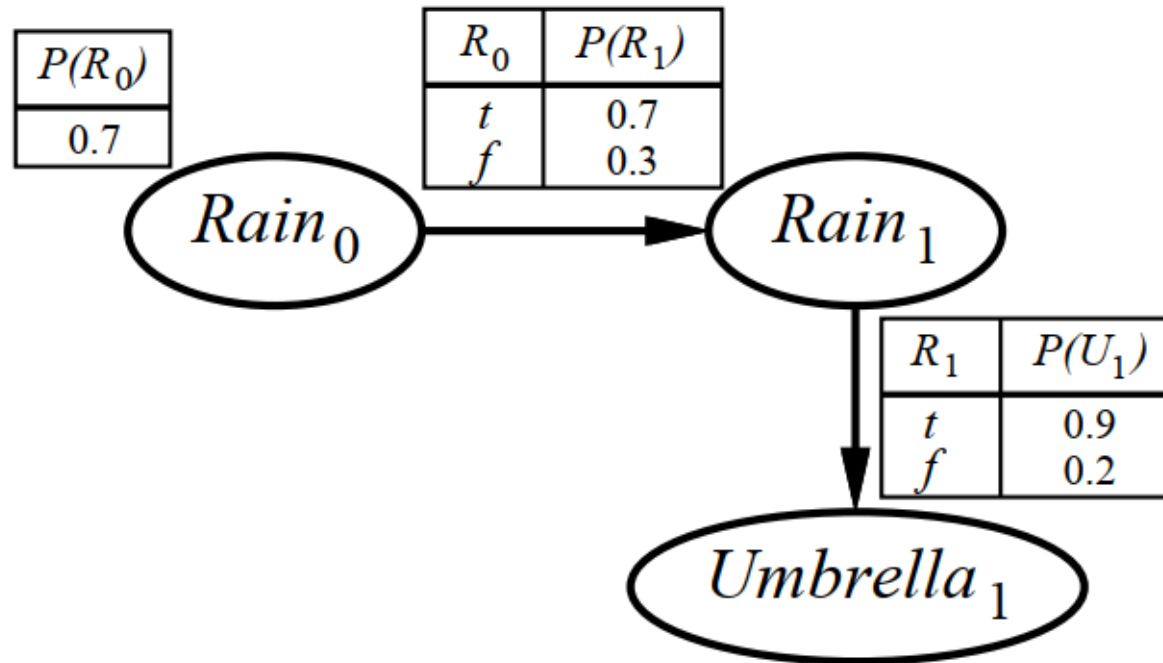 P(R₀)
0.7
R₀ P(R₁)
t 0.7
f 0.3
Rain₀
Rain₁
R₁ P(U₁)
t 0.9
f 0.2
Umbrella₁